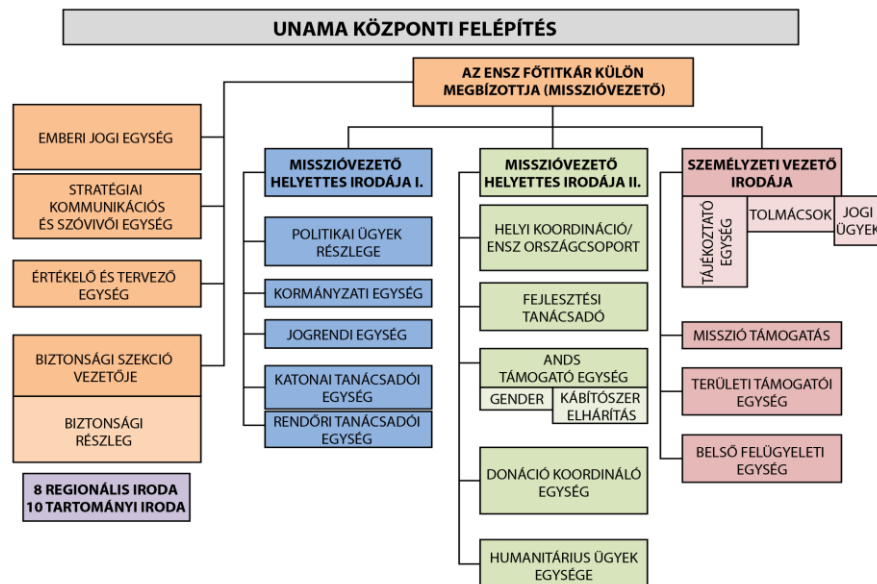 UNAMA KÖZPONTI FELÉPÍTÉS
AZ ENSZ FŐTITKÁR KÜLÖN
MEGBÍZOTTJA (MISSZIÓVEZETŐ)
EMBERI JOGI EGYSÉG
STRATÉGIAI
KOMMUNIKÁCIÓS
ÉS SZÓVIVŐI EGYSÉG
ÉRTÉKELŐ ÉS TERVEZŐ
EGYSÉG
BIZTONSÁGI SZEKCIÓ
VEZETŐJE
BIZTONSÁGI
RÉSZLEG
8 REGIONÁLIS IRODA
10 TARTOMÁNYI IRODA
MISSZIÓVEZETŐ
HELYETTES IRODÁJA I.
POLITIKAI ÜGYEK
RÉSZLEGE
KORMÁNYZATI EGYSÉG
JOGRENDI EGYSÉG
KATONAI TANÁCSADÓI
EGYSÉG
RENDŐRI TANÁCSADÓI
EGYSÉG
MISSZIÓVEZETŐ
HELYETTES IRODÁJA II.
HELYI KOORDINÁCIÓ/
ENSZ ORSZÁGCSOPORT
FEJLESZTÉSI
TANÁCSADÓ
ANDS
TÁMOGATÓ EGYSÉG
GENDER
KÁBÍTÓSZER
ELHÁRÍTÁS
DONÁCIÓ KOORDINÁLÓ
EGYSÉG
HUMANITÁRIUS ÜGYEK
EGYSÉGE
SZEMÉLYZETI VEZETŐ
IRODÁJA
TÁJÉKOZTATÓ
EGYSÉG
TOLMÁCSOK
JOGI
ÜGYEK
MISSZIÓ TÁMOGATÁS
TERÜLETI TÁMOGATÓI
EGYSÉG
BELSŐ FELÜGYELETI
EGYSÉG